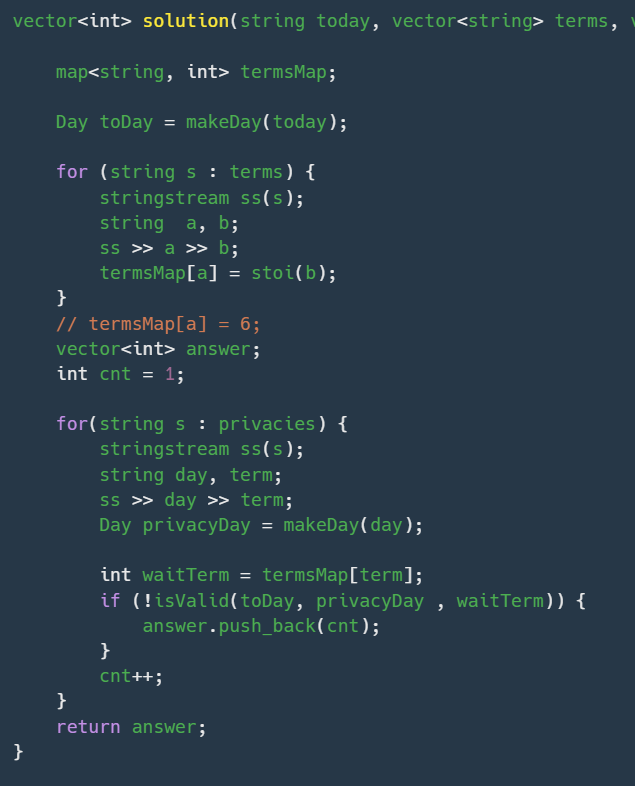 vector<int> solution(string today, vector<string> terms,
map<string, int> termsMap;
Day toDay = makeDay(today);
for (string s : terms) {
stringstream ss(s);
string  a, b;
ss >> a >> b;
termsMap[a] = stoi(b);
}
// termsMap[a] = 6;
vector<int> answer;
int cnt = 1;
for(string s : privacies) {
stringstream ss(s);
string day, term;
ss >> day >> term;
Day privacyDay = makeDay(day);
int waitTerm = termsMap[term];
if (!isValid(toDay, privacyDay , waitTerm)) {
answer.push_back(cnt);
}
cnt++;
}
return answer;
}